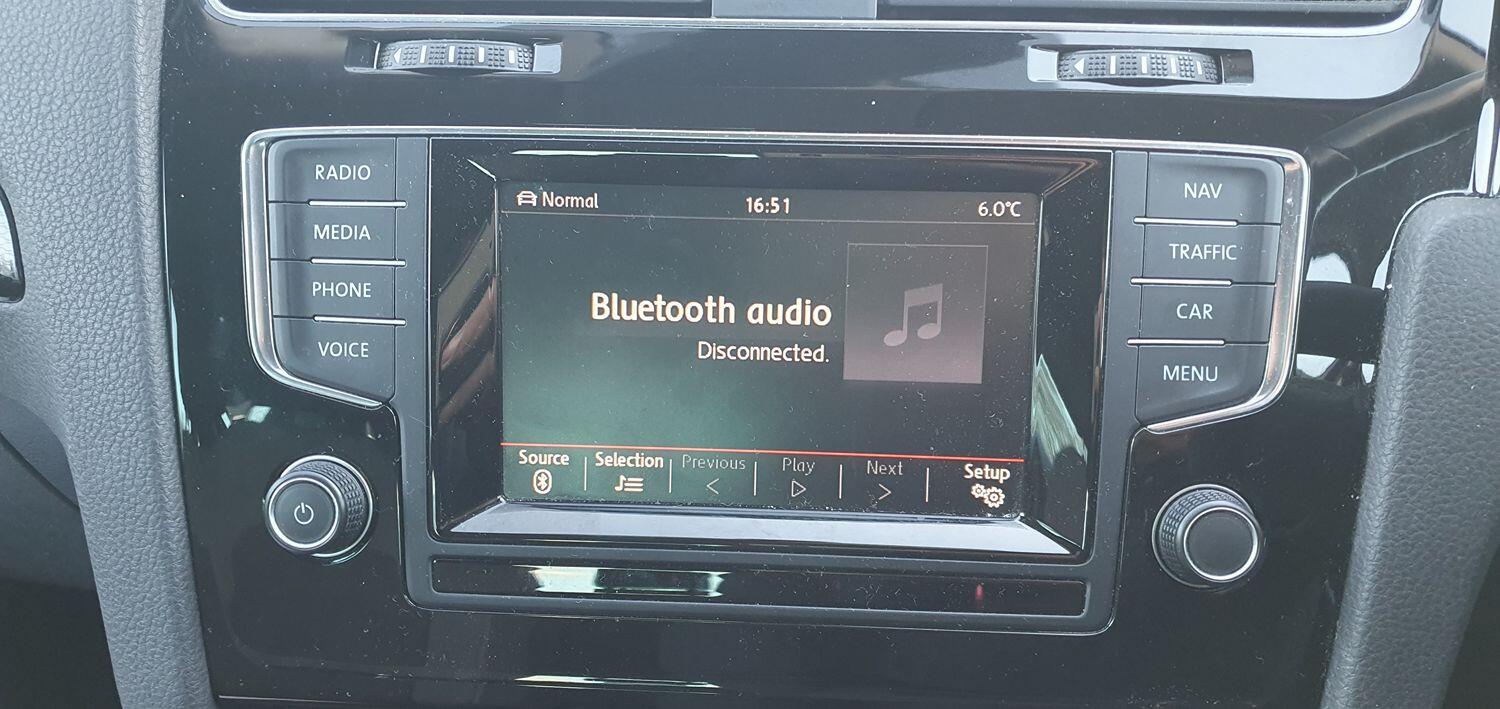 RADIO
MEDIA
PHONE
VOICE
Normal 16:51 6.0°C
Bluetooth audio
Disconnected.
Source Selection Previous Play Next Setup
NAV
TRAFFIC
CAR
MENU